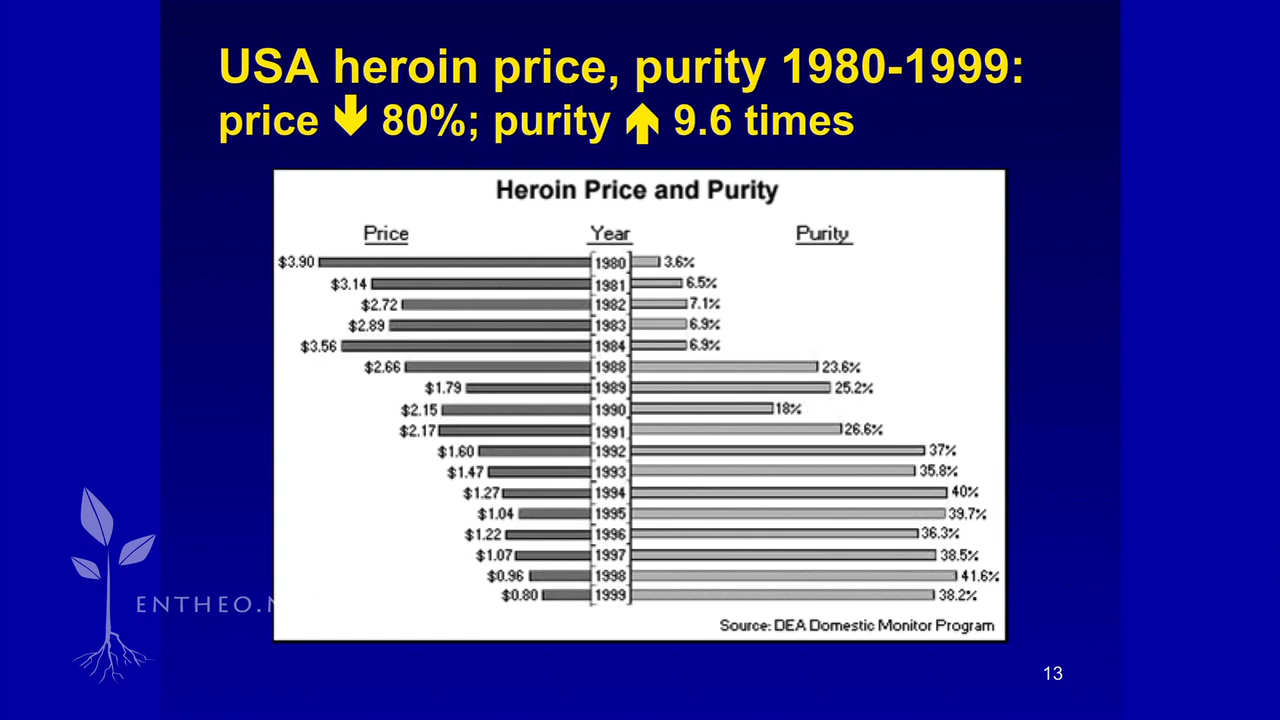 USA heroin price, purity 1980-1999:
price 🡇 80%; purity 🡅 9.6 times
Heroin Price and Purity
Price Year Purity
$3.90 1980 3.6%
$3.14 1981 6.5%
$2.72 1982 7.1%
$2.89 1983 6.9%
$3.56 1984 6.9%
$2.66 1988 23.6%
$1.79 1989 25.2%
$2.15 1990 18%
$2.17 1991 26.6%
$1.60 1992 37%
$1.47 1993 35.8%
$1.27 1994 40%
$1.04 1995 39.7%
$1.22 1996 36.3%
$1.07 1997 38.5%
$0.96 1998 41.6%
$0.80 1999 38.2%
Source: DEA Domestic Monitor Program
ENTHEO.
13